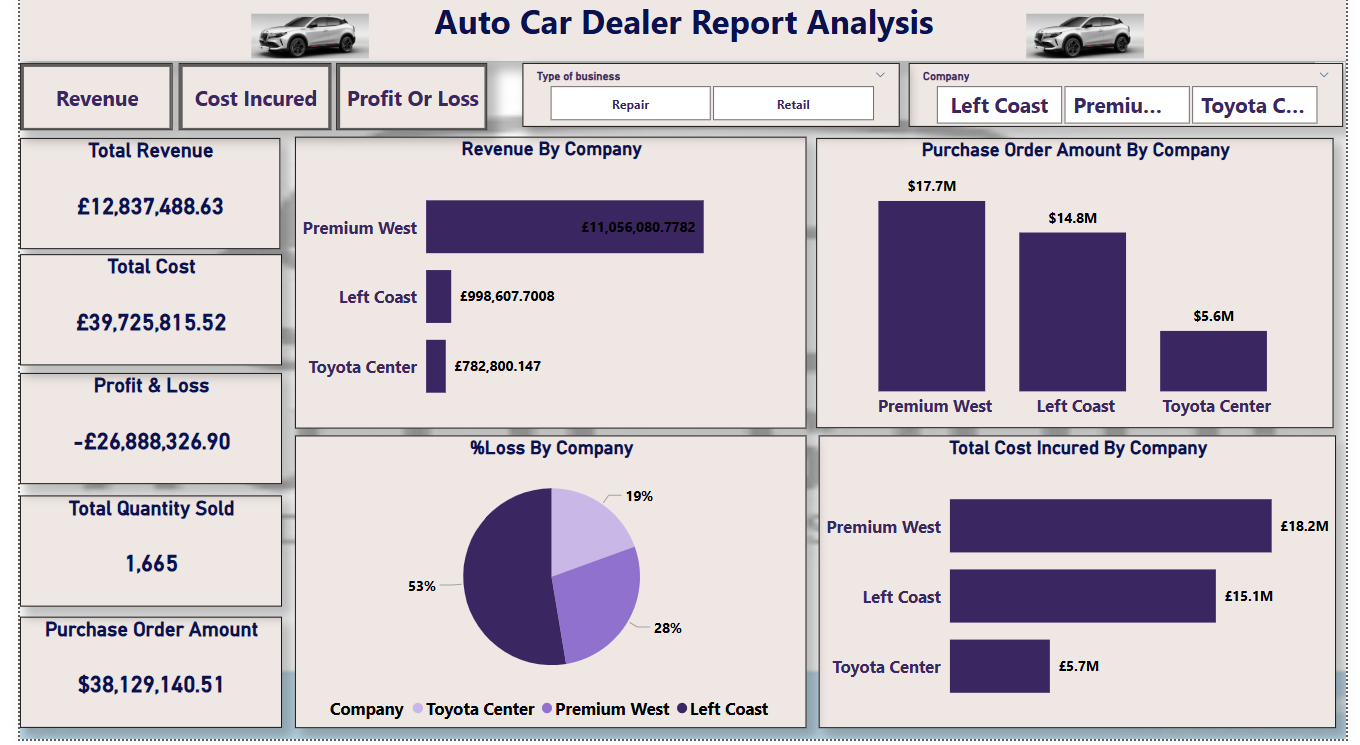 Auto Car Dealer Report Analysis
Revenue
Cost Incured
Profit Or Loss
Type of business
Repair
Retail
Company
Left Coast
Premiu...
Toyota C...
Total Revenue
£12,837,488.63
Total Cost
£39,725,815.52
Profit & Loss
-£26,888,326.90
Total Quantity Sold
1,665
Purchase Order Amount
$38,129,140.51
Revenue By Company
Premium West
£11,056,080.7782
Left Coast
£998,607.7008
Toyota Center
£782,800.147
Purchase Order Amount By Company
$17.7M
$14.8M
$5.6M
Premium West
Left Coast
Toyota Center
%Loss By Company
19%
53%
28%
Company
Toyota Center
Premium West
Left Coast
Total Cost Incured By Company
Premium West
£18.2M
Left Coast
£15.1M
Toyota Center
£5.7M